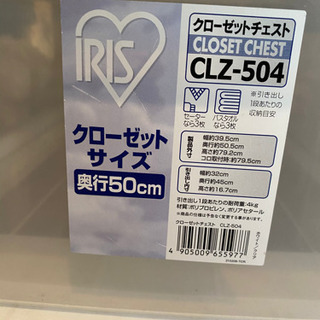 IRIS
クローゼットチェスト
CLOSET CHEST
CLZ-504
セーター
なら3枚
バスタオル
なら3枚
※引き出し
1段あたりの
収納目安
クローゼット
サイズ
奥行50cm
製品外寸
幅約39.5cm
奥行約50.5cm
高さ約79.2cm
コロ取付時:約79.5cm
引き出し内寸
幅約32cm
奥行約45cm
高さ約16.7cm
引き出し1段あたりの耐荷重:4kg
材質:ポリプロピレン、ポリアセタール
クローゼットチェスト CLZ-504
4 905009 655977